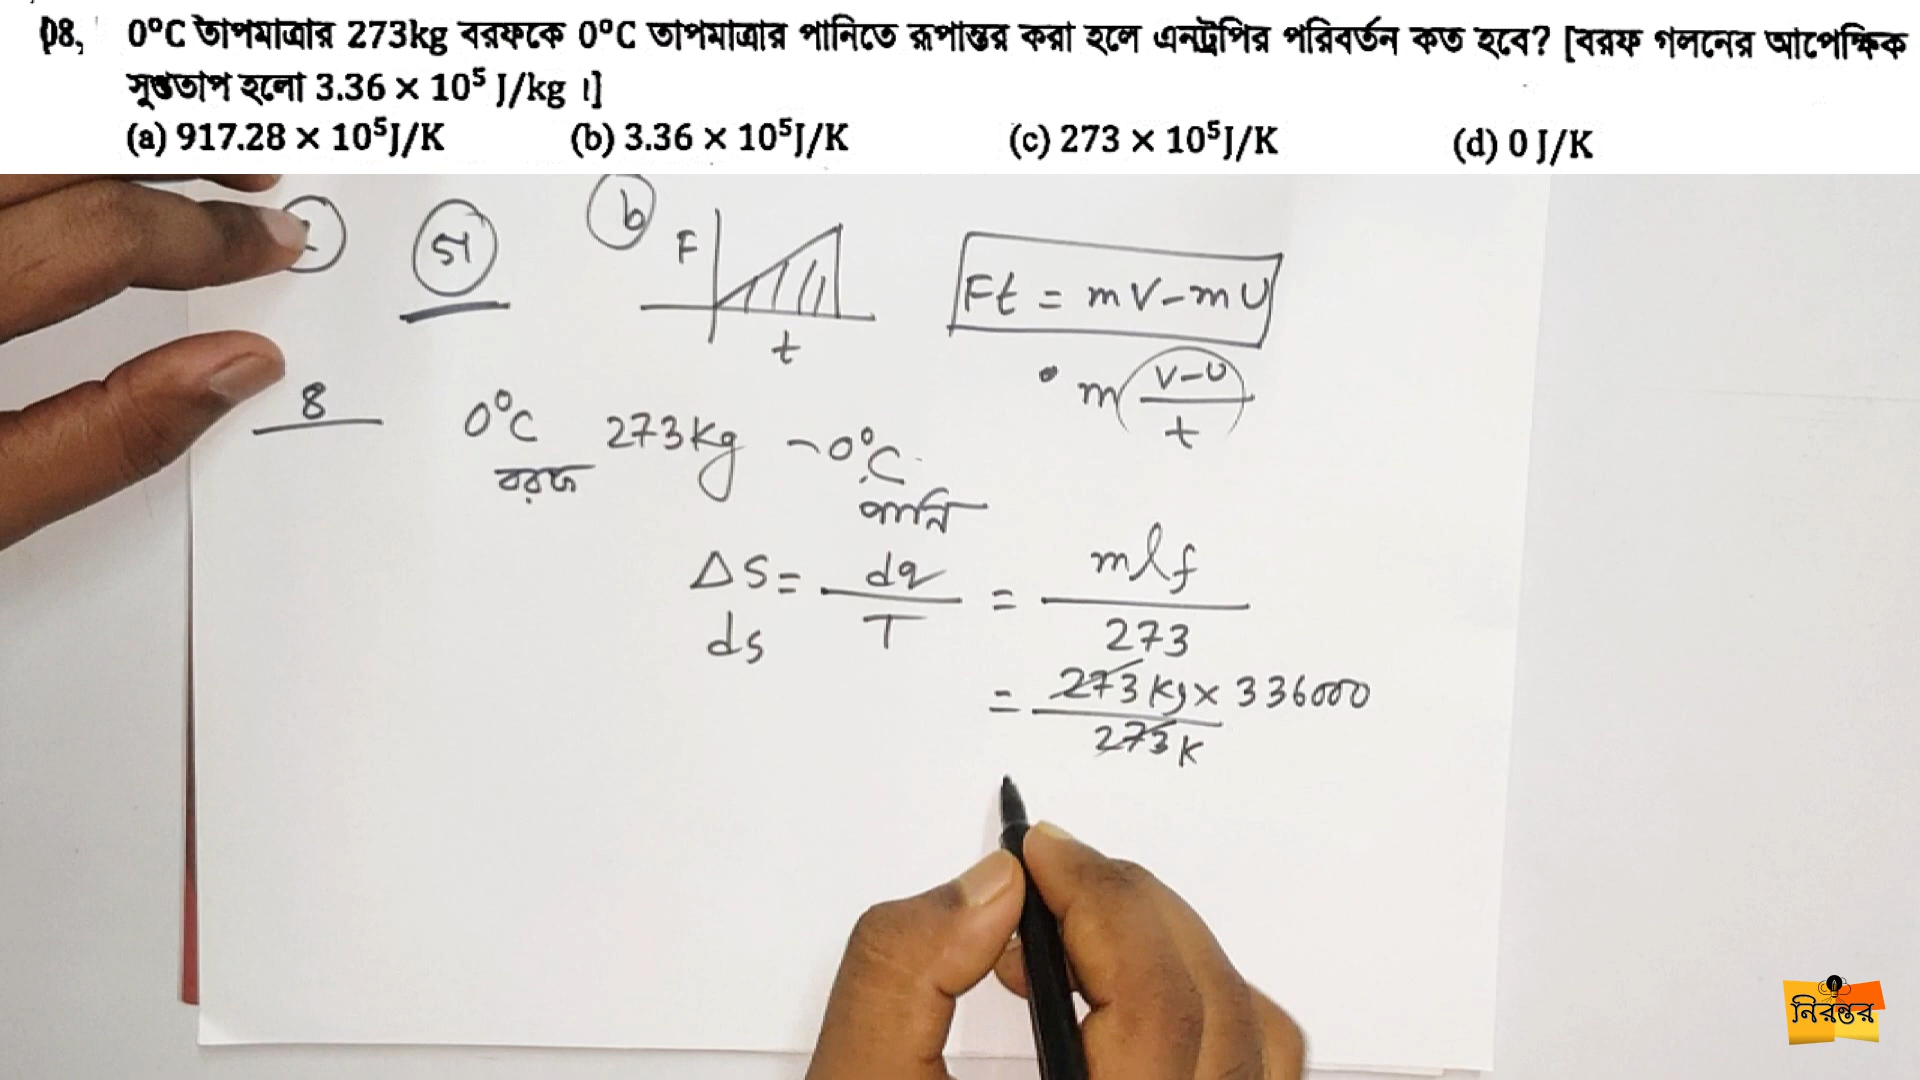 08. 0°C তাপমাত্রার 273kg বরফকে 0°C তাপমাত্রার পানিতে রূপান্তর করা হলে এনট্রপির পরিবর্তন কত হবে? [বরফ গলনের আপেক্ষিক
সুপ্ততাপ হলো 3.36 × 10⁵ J/kg ।]
(a) 917.28 × 10⁵J/K (b) 3.36 × 10⁵J/K (c) 273 × 10⁵J/K (d) 0 J/K
b
F
t
Ft = mv - mu
m(v-u/t)
8
0°C 273kg - 0°C
বরফ পানি
ΔS = dq/T = mlf/273
ds
= 273kg × 336000/273K
নিরন্তর